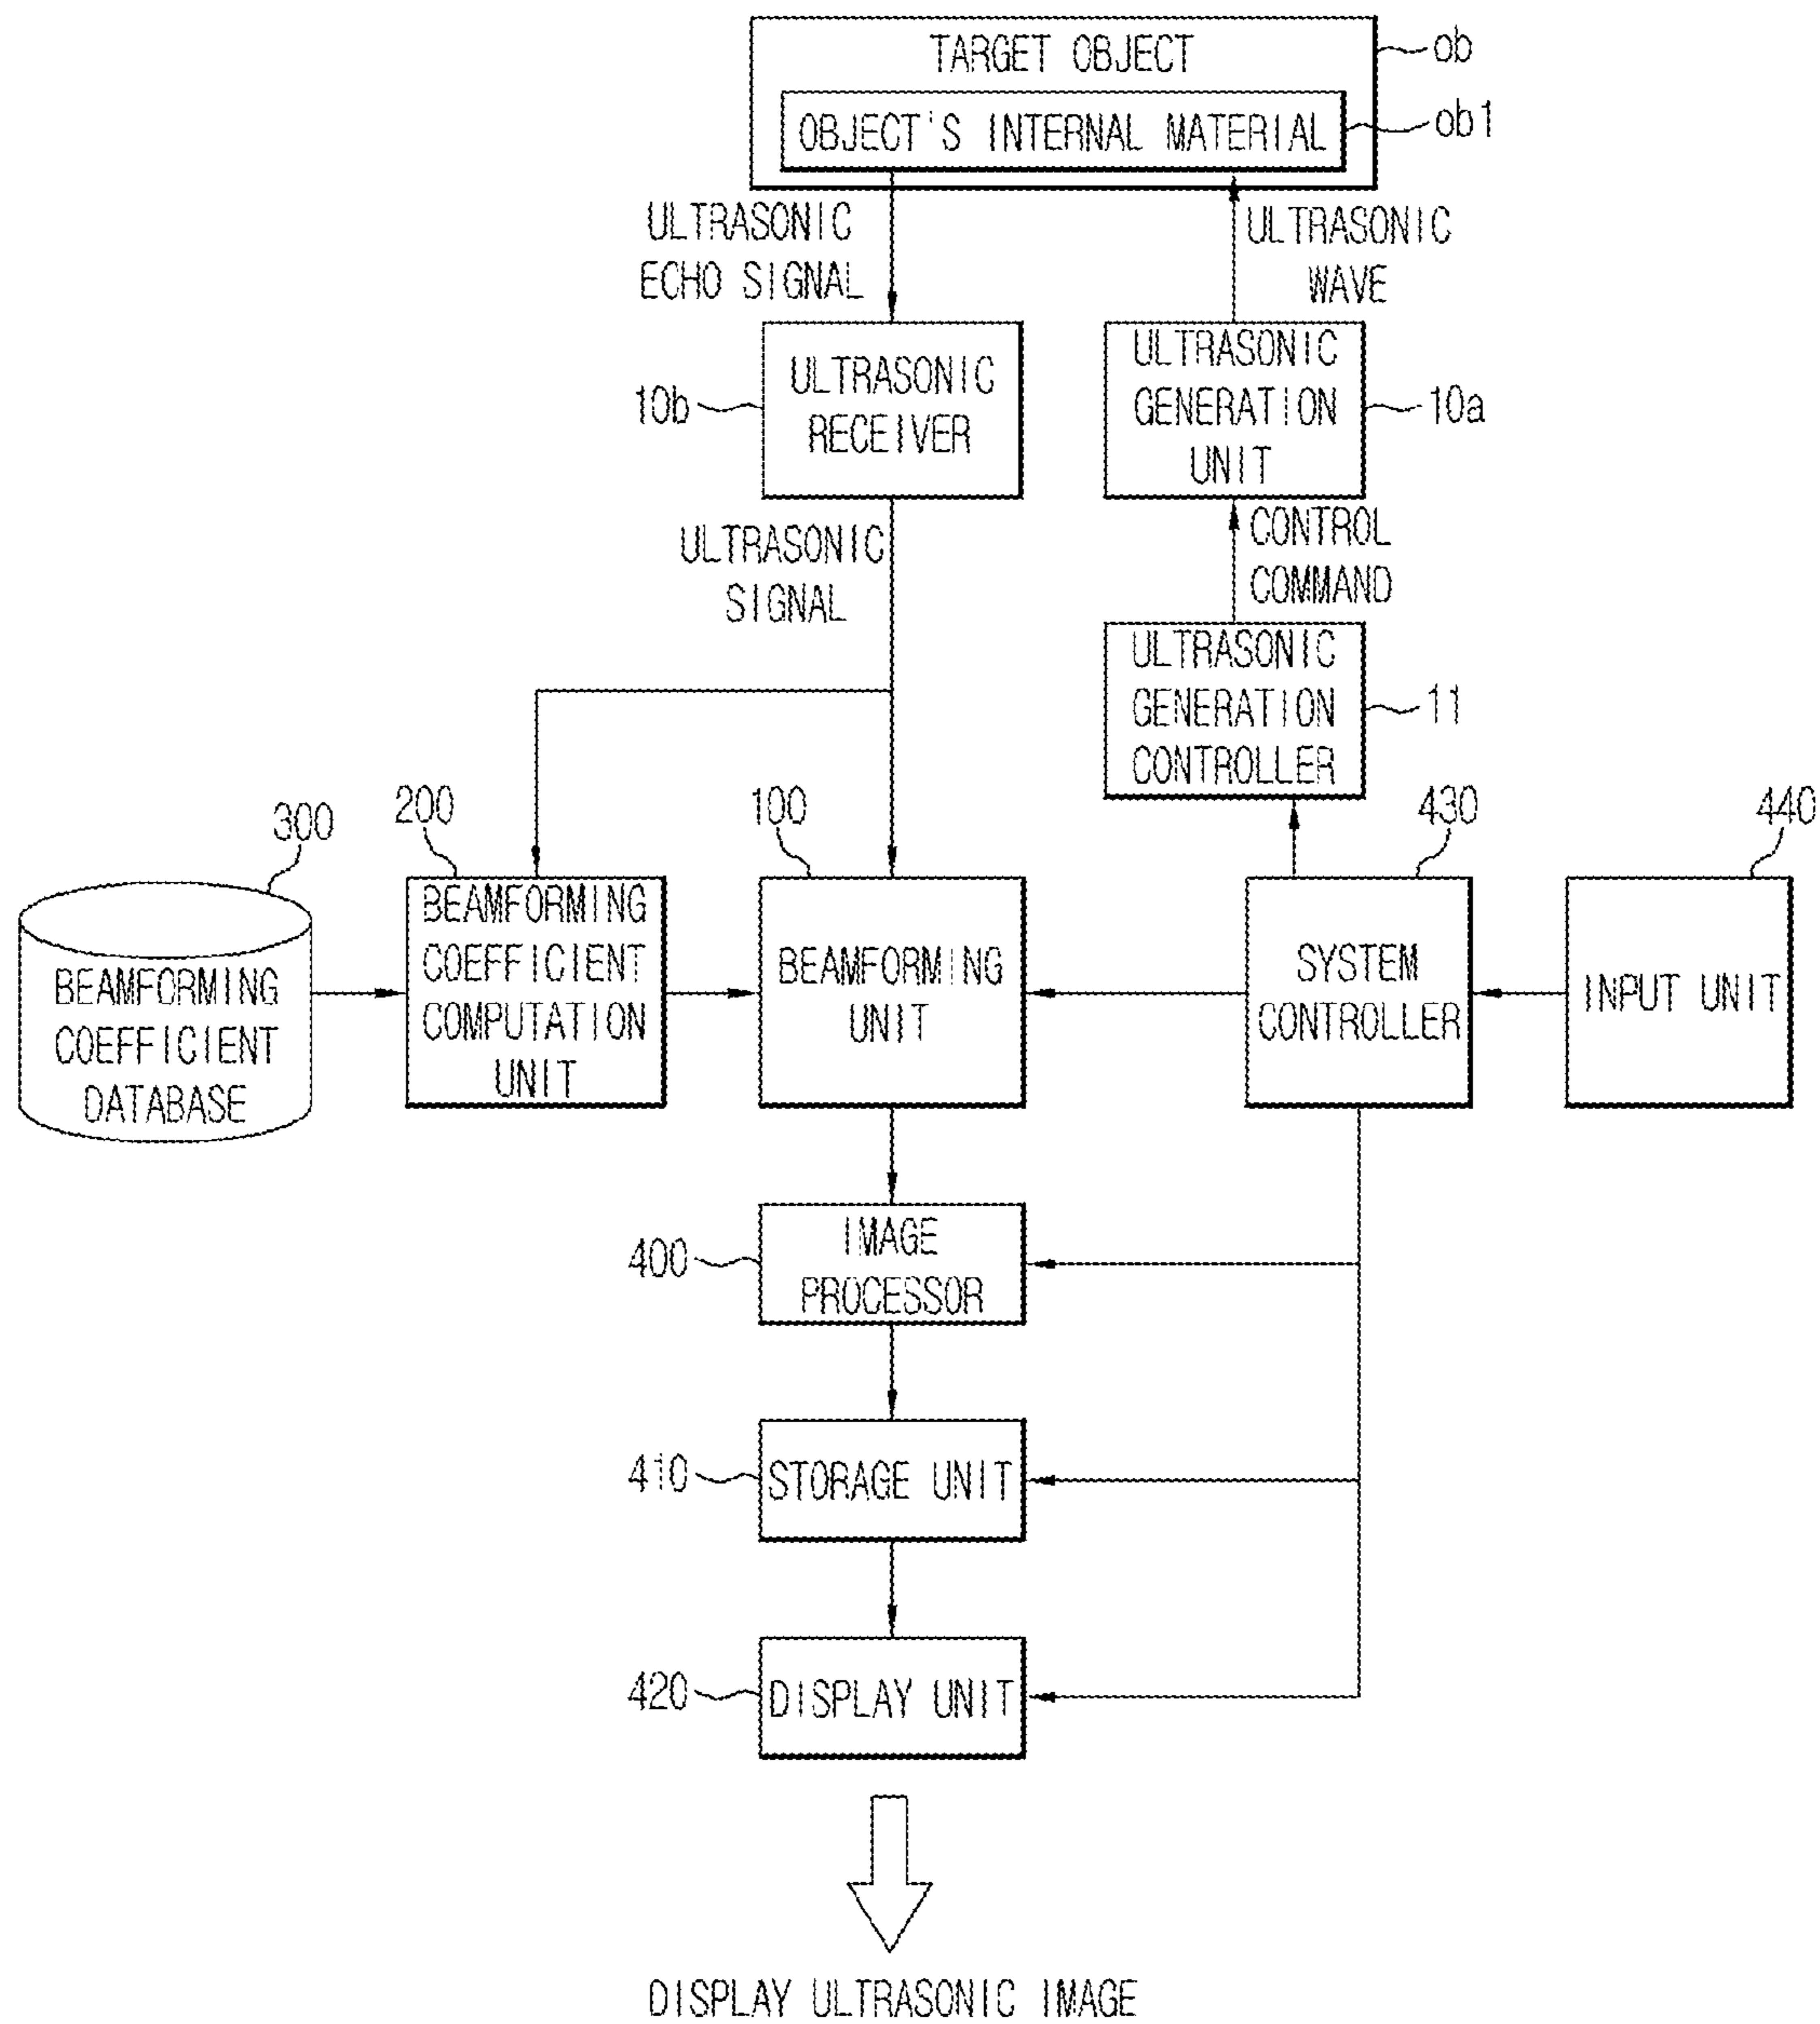 TARGET OBJECT
ob
OBJECT'S INTERNAL MATERIAL
ob1
ULTRASONIC
ECHO SIGNAL
ULTRASONIC
WAVE
10b
ULTRASONIC
RECEIVER
ULTRASONIC
GENERATION
UNIT
10a
ULTRASONIC
SIGNAL
CONTROL
COMMAND
ULTRASONIC
GENERATION
CONTROLLER
11
300
200
100
430
440
BEAMFORMING
COEFFICIENT
DATABASE
BEAMFORMING
COEFFICIENT
COMPUTATION
UNIT
BEAMFORMING
UNIT
SYSTEM
CONTROLLER
INPUT UNIT
400
IMAGE
PROCESSOR
410
STORAGE UNIT
420
DISPLAY UNIT
DISPLAY ULTRASONIC IMAGE